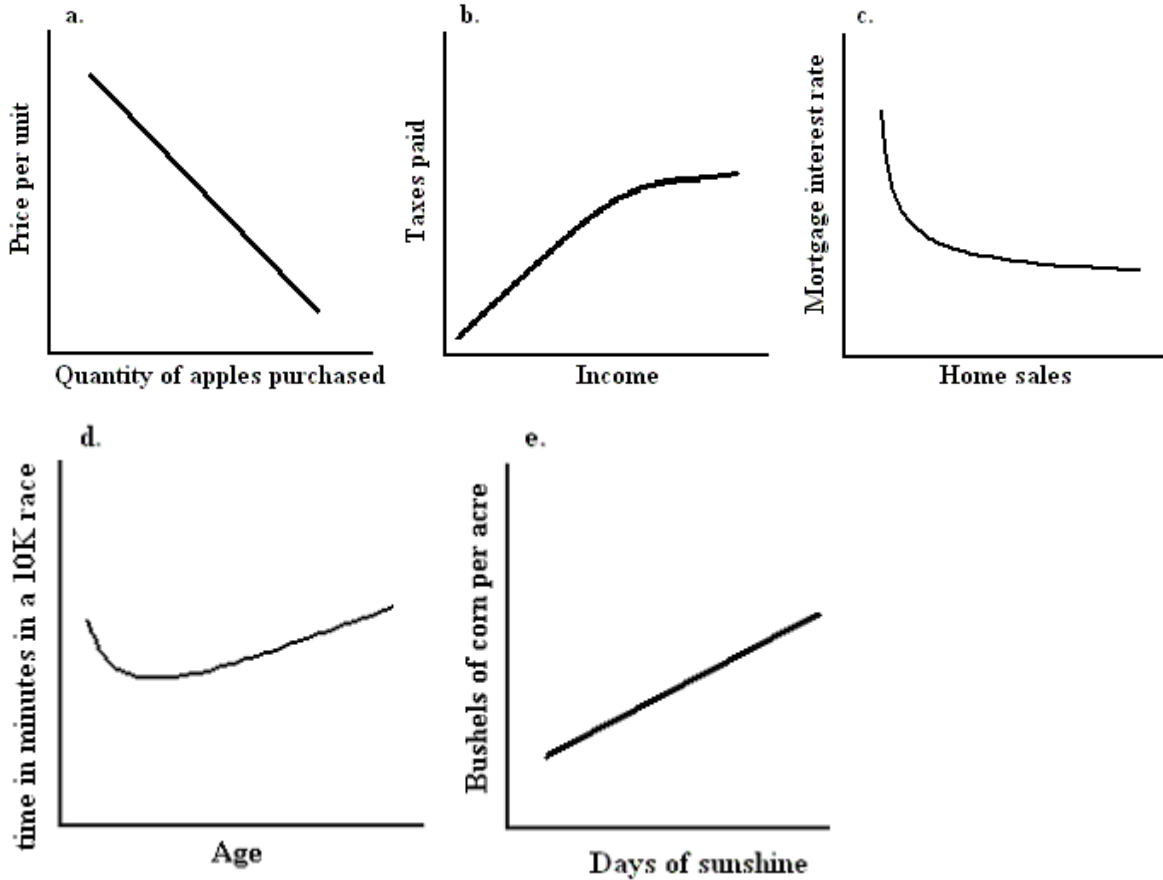 a.
Price per unit
Quantity of apples purchased
b.
Taxes paid
Income
c.
Mortgage interest rate
Home sales
d.
time in minutes in a 10K race
Age
e.
Bushels of corn per acre
Days of sunshine